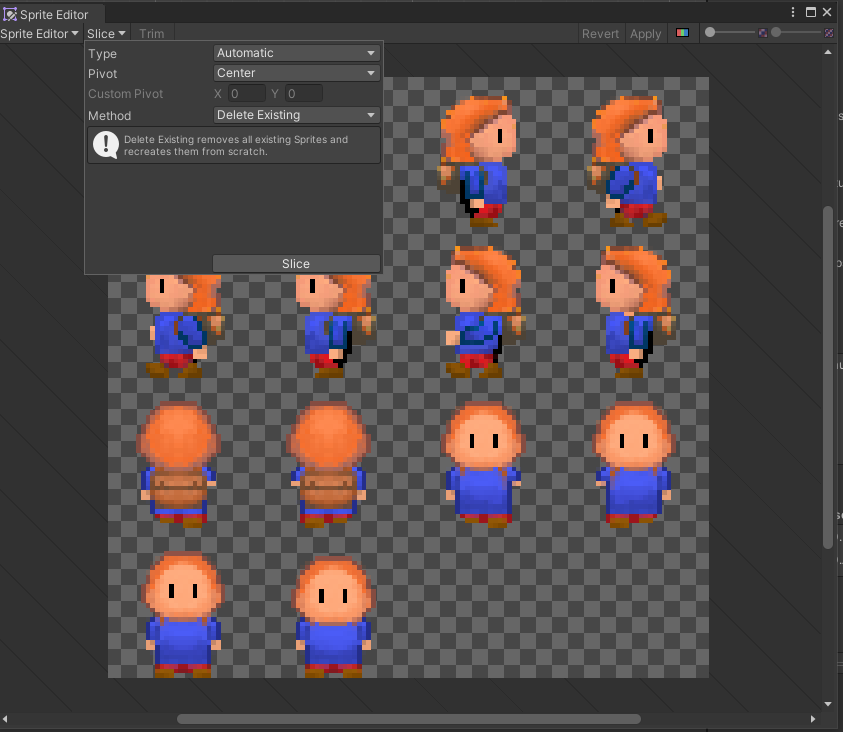 Sprite Editor
Sprite Editor Slice Trim Revert Apply
Type Automatic
Pivot Center
Custom Pivot X 0 Y 0
Method Delete Existing
Delete Existing removes all existing Sprites and
recreates them from scratch.
Slice